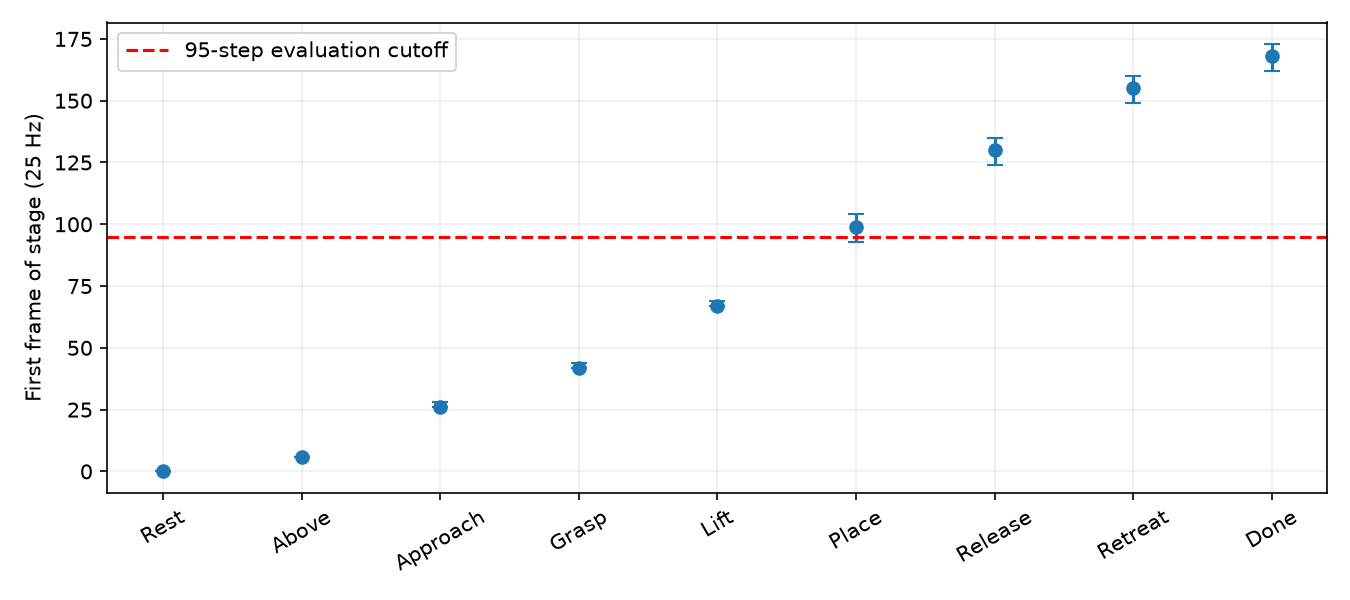 95-step evaluation cutoff
First frame of stage (25 Hz)
175
150
125
100
75
50
25
0
Rest
Above
Approach
Grasp
Lift
Place
Release
Retreat
Done